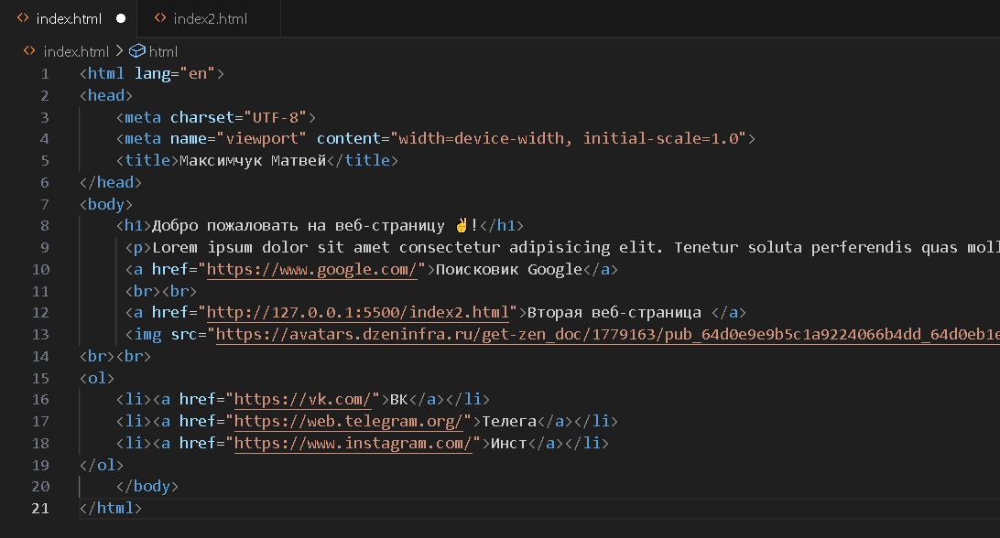 index.html
index2.html
index.html > html
1 <html lang="en">
2 <head>
3 <meta charset="UTF-8">
4 <meta name="viewport" content="width=device-width, initial-scale=1.0">
5 <title>Максимчук Матвей</title>
6 </head>
7 <body>
8 <h1>Добро пожаловать на веб-страницу ✌!</h1>
9 <p>Lorem ipsum dolor sit amet consectetur adipisicing elit. Tenetur soluta perferendis quas moll
10 <a href="https://www.google.com/">Поисковик Google</a>
11 <br><br>
12 <a href="http://127.0.0.1:5500/index2.html">Вторая веб-страница </a>
13 <img src="https://avatars.dzeninfra.ru/get-zen_doc/1779163/pub_64d0e9e9b5c1a9224066b4dd_64d0eb1e
14 <br><br>
15 <ol>
16 <li><a href="https://vk.com/">ВК</a></li>
17 <li><a href="https://web.telegram.org/">Телега</a></li>
18 <li><a href="https://www.instagram.com/">Инст</a></li>
19 </ol>
20 </body>
21 </html>